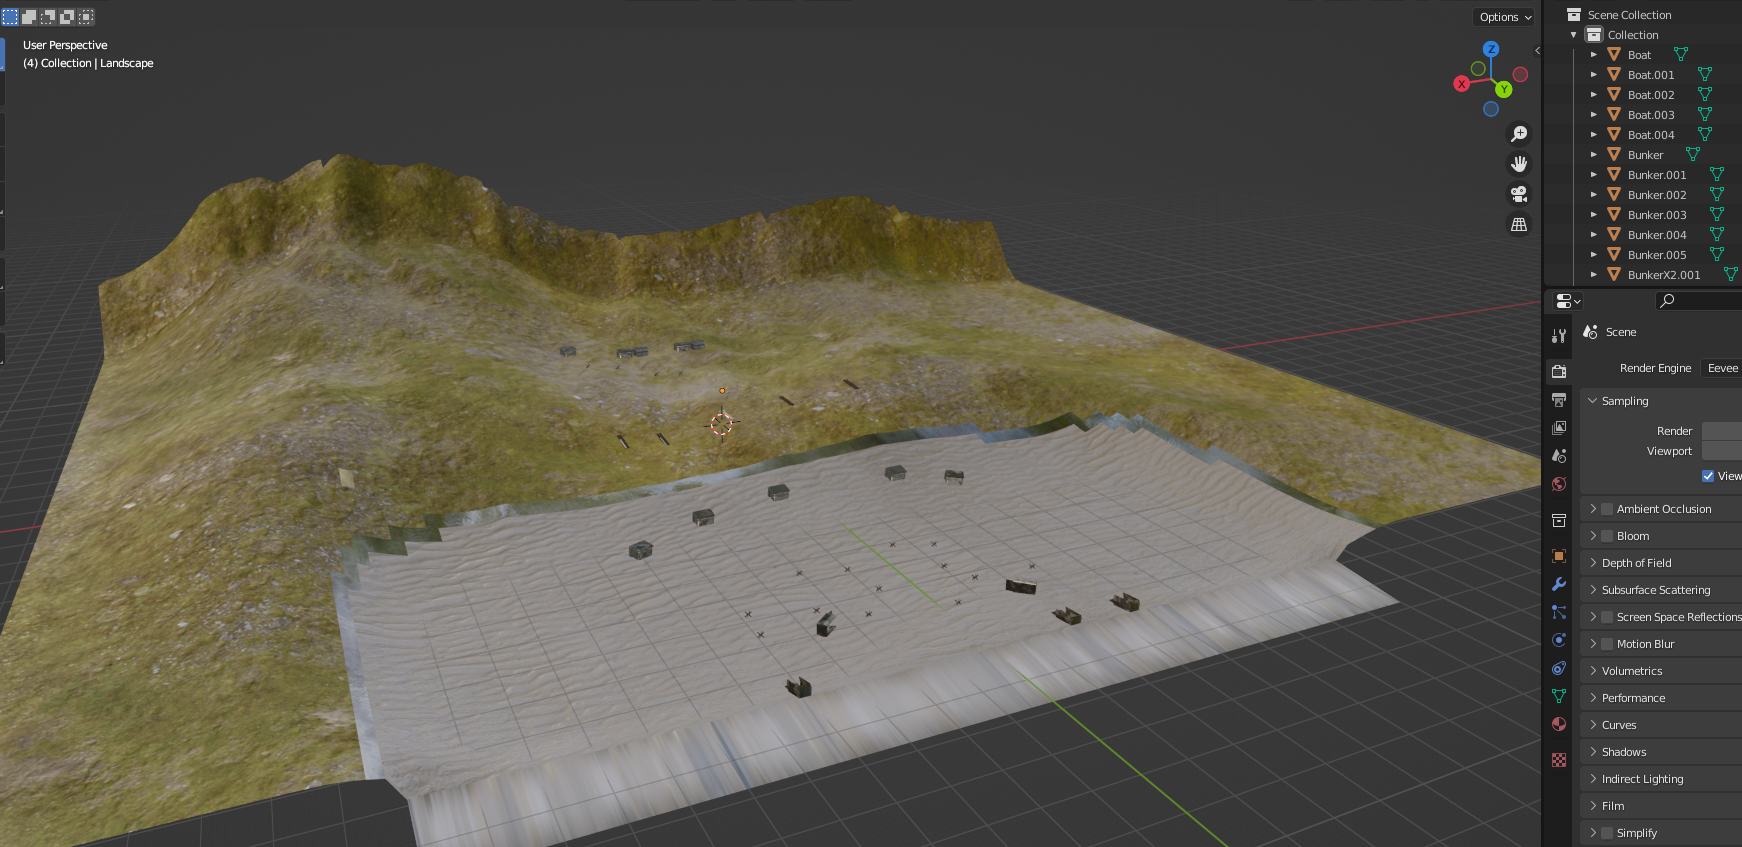 Options
User Perspective
(4) Collection | Landscape
Z
X
Y
Scene Collection
Collection
Boat
Boat.001
Boat.002
Boat.003
Boat.004
Bunker
Bunker.001
Bunker.002
Bunker.003
Bunker.004
Bunker.005
BunkerX2.001
Scene
Render Engine Eevee
Sampling
Render
Viewport
View
Ambient Occlusion
Bloom
Depth of Field
Subsurface Scattering
Screen Space Reflections
Motion Blur
Volumetrics
Performance
Curves
Shadows
Indirect Lighting
Film
Simplify